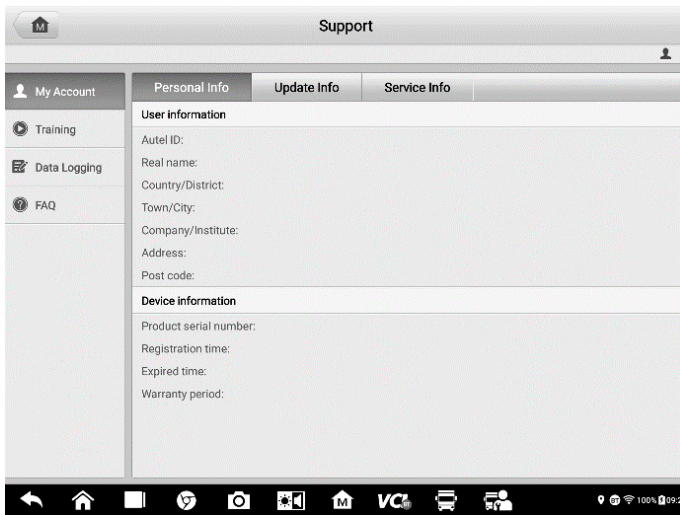 M
Support
My Account
Personal Info Update Info Service Info
User information
Training
Autel ID:
Real name:
Data Logging
Country/District:
FAQ
Town/City:
Company/Institute:
Address:
Post code:
Device information
Product serial number:
Registration time:
Expired time:
Warranty period:
M VCI BT 100%